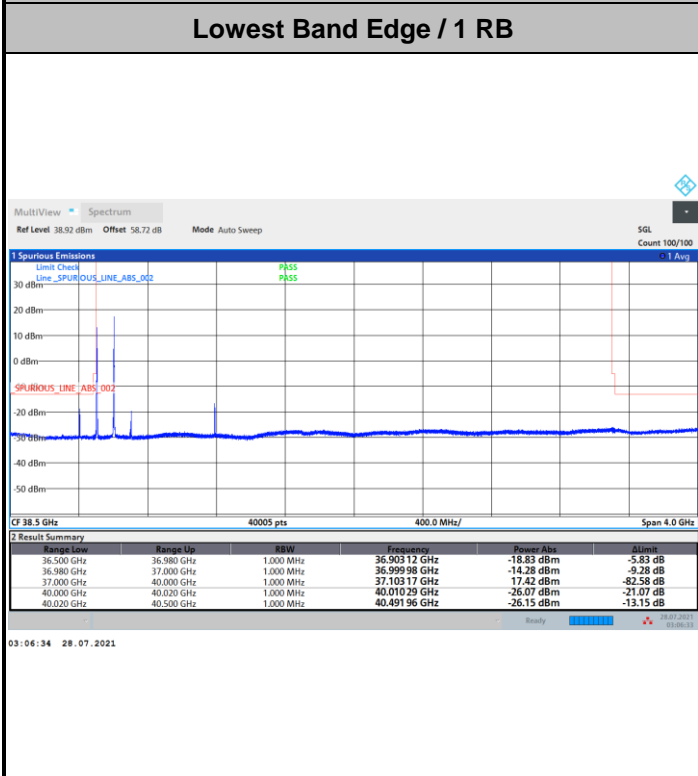 Lowest Band Edge / 1 RB
MultiView Spectrum
Ref Level 38.92 dBm Offset 58.72 dB Mode Auto Sweep SGL
Count 100/100
1 Spurious Emissions 1 Avg
Limit Check PASS
Line _SPURIOUS_LINE_ABS_002 PASS
30 dBm
20 dBm
10 dBm
0 dBm
_SPURIOUS_LINE_ABS_002
-20 dBm
-30 dBm
-40 dBm
-50 dBm
CF 38.5 GHz 40005 pts 400.0 MHz/ Span 4.0 GHz
2 Result Summary
Range Low Range Up RBW Frequency Power Abs ΔLimit
36.500 GHz 36.980 GHz 1.000 MHz 36.903 12 GHz -18.83 dBm -5.83 dB
36.980 GHz 37.000 GHz 1.000 MHz 36.999 98 GHz -14.28 dBm -9.28 dB
37.000 GHz 40.000 GHz 1.000 MHz 37.103 17 GHz 17.42 dBm -82.58 dB
40.000 GHz 40.020 GHz 1.000 MHz 40.010 29 GHz -26.07 dBm -21.07 dB
40.020 GHz 40.500 GHz 1.000 MHz 40.491 96 GHz -26.15 dBm -13.15 dB
Ready 28.07.2021
03:06:33
03:06:34 28.07.2021